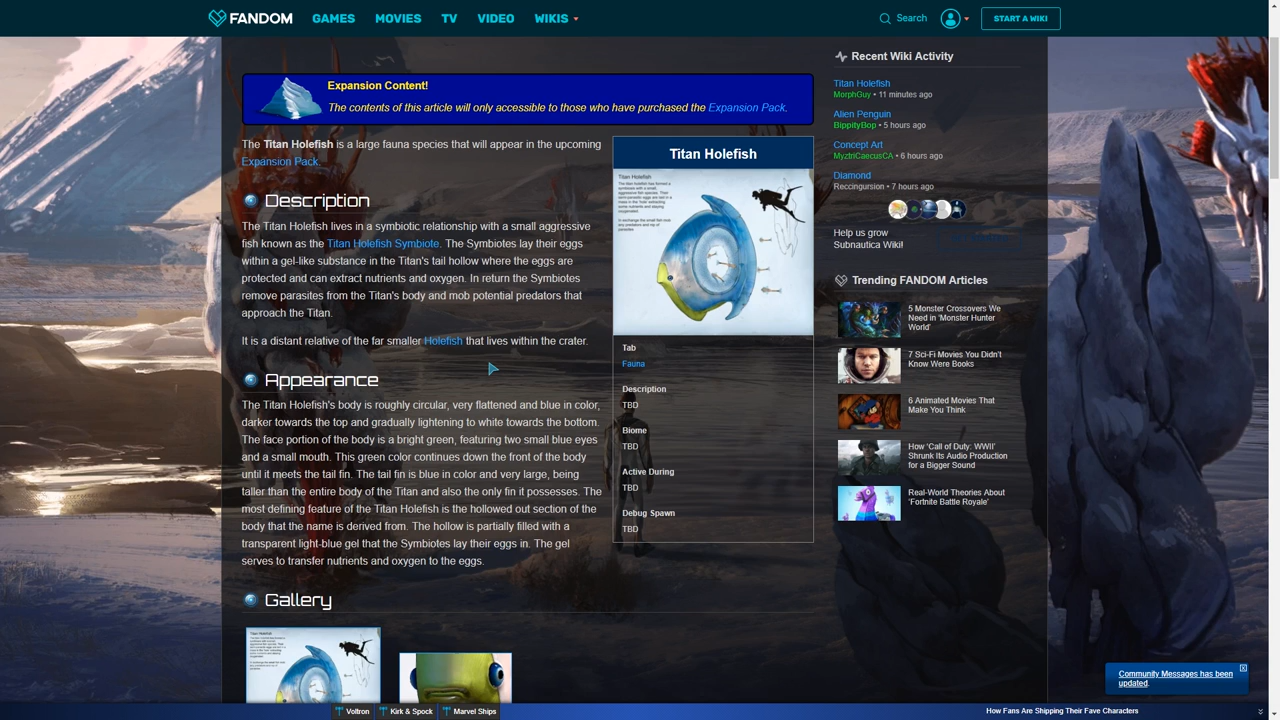 FANDOM GAMES MOVIES TV VIDEO WIKIS Search START A WIKI
Expansion Content!
The contents of this article will only accessible to those who have purchased the Expansion Pack.
The Titan Holefish is a large fauna species that will appear in the upcoming
Expansion Pack.
Description
The Titan Holefish lives in a symbiotic relationship with a small aggressive
fish known as the Titan Holefish Symbiote. The Symbiotes lay their eggs
within a gel-like substance in the Titan's tail hollow where the eggs are
protected and can extract nutrients and oxygen. In return the Symbiotes
remove parasites from the Titan's body and mob potential predators that
approach the Titan.
It is a distant relative of the far smaller Holefish that lives within the crater.
Appearance
The Titan Holefish's body is roughly circular, very flattened and blue in color,
darker towards the top and gradually lightening to white towards the bottom.
The face portion of the body is a bright green, featuring two small blue eyes
and a small mouth. This green color continues down the front of the body
until it meets the tail fin. The tail fin is blue in color and very large, being
taller than the entire body of the Titan and also the only fin it possesses. The
most defining feature of the Titan Holefish is the hollowed out section of the
body that the name is derived from. The hollow is partially filled with a
transparent light-blue gel that the Symbiotes lay their eggs in. The gel
serves to transfer nutrients and oxygen to the eggs.
Gallery
Titan Holefish
Titan Holefish
Titan Holefish
The titan holefish has formed a
symbiosis with a small,
aggressive fish species. Their
Tab
Fauna
Description
TBD
Biome
TBD
Active During
TBD
Debug Spawn
TBD
Recent Wiki Activity
Titan Holefish
MorphGuy • 11 minutes ago
Alien Penguin
BippityBop • 5 hours ago
Concept Art
MyztriCaecusCA • 6 hours ago
Diamond
Reccingursion • 7 hours ago
Help us grow
Subnautica Wiki!
Trending FANDOM Articles
5 Monster Crossovers We
Need in 'Monster Hunter
World'
7 Sci-Fi Movies You Didn't
Know Were Books
6 Animated Movies That
Make You Think
How 'Call of Duty: WWII'
Shrunk Its Audio Production
for a Bigger Sound
Real-World Theories About
'Fortnite Battle Royale'
Community Messages has been
updated.
Voltron Kirk & Spock Marvel Ships How Fans Are Shipping Their Fave Characters